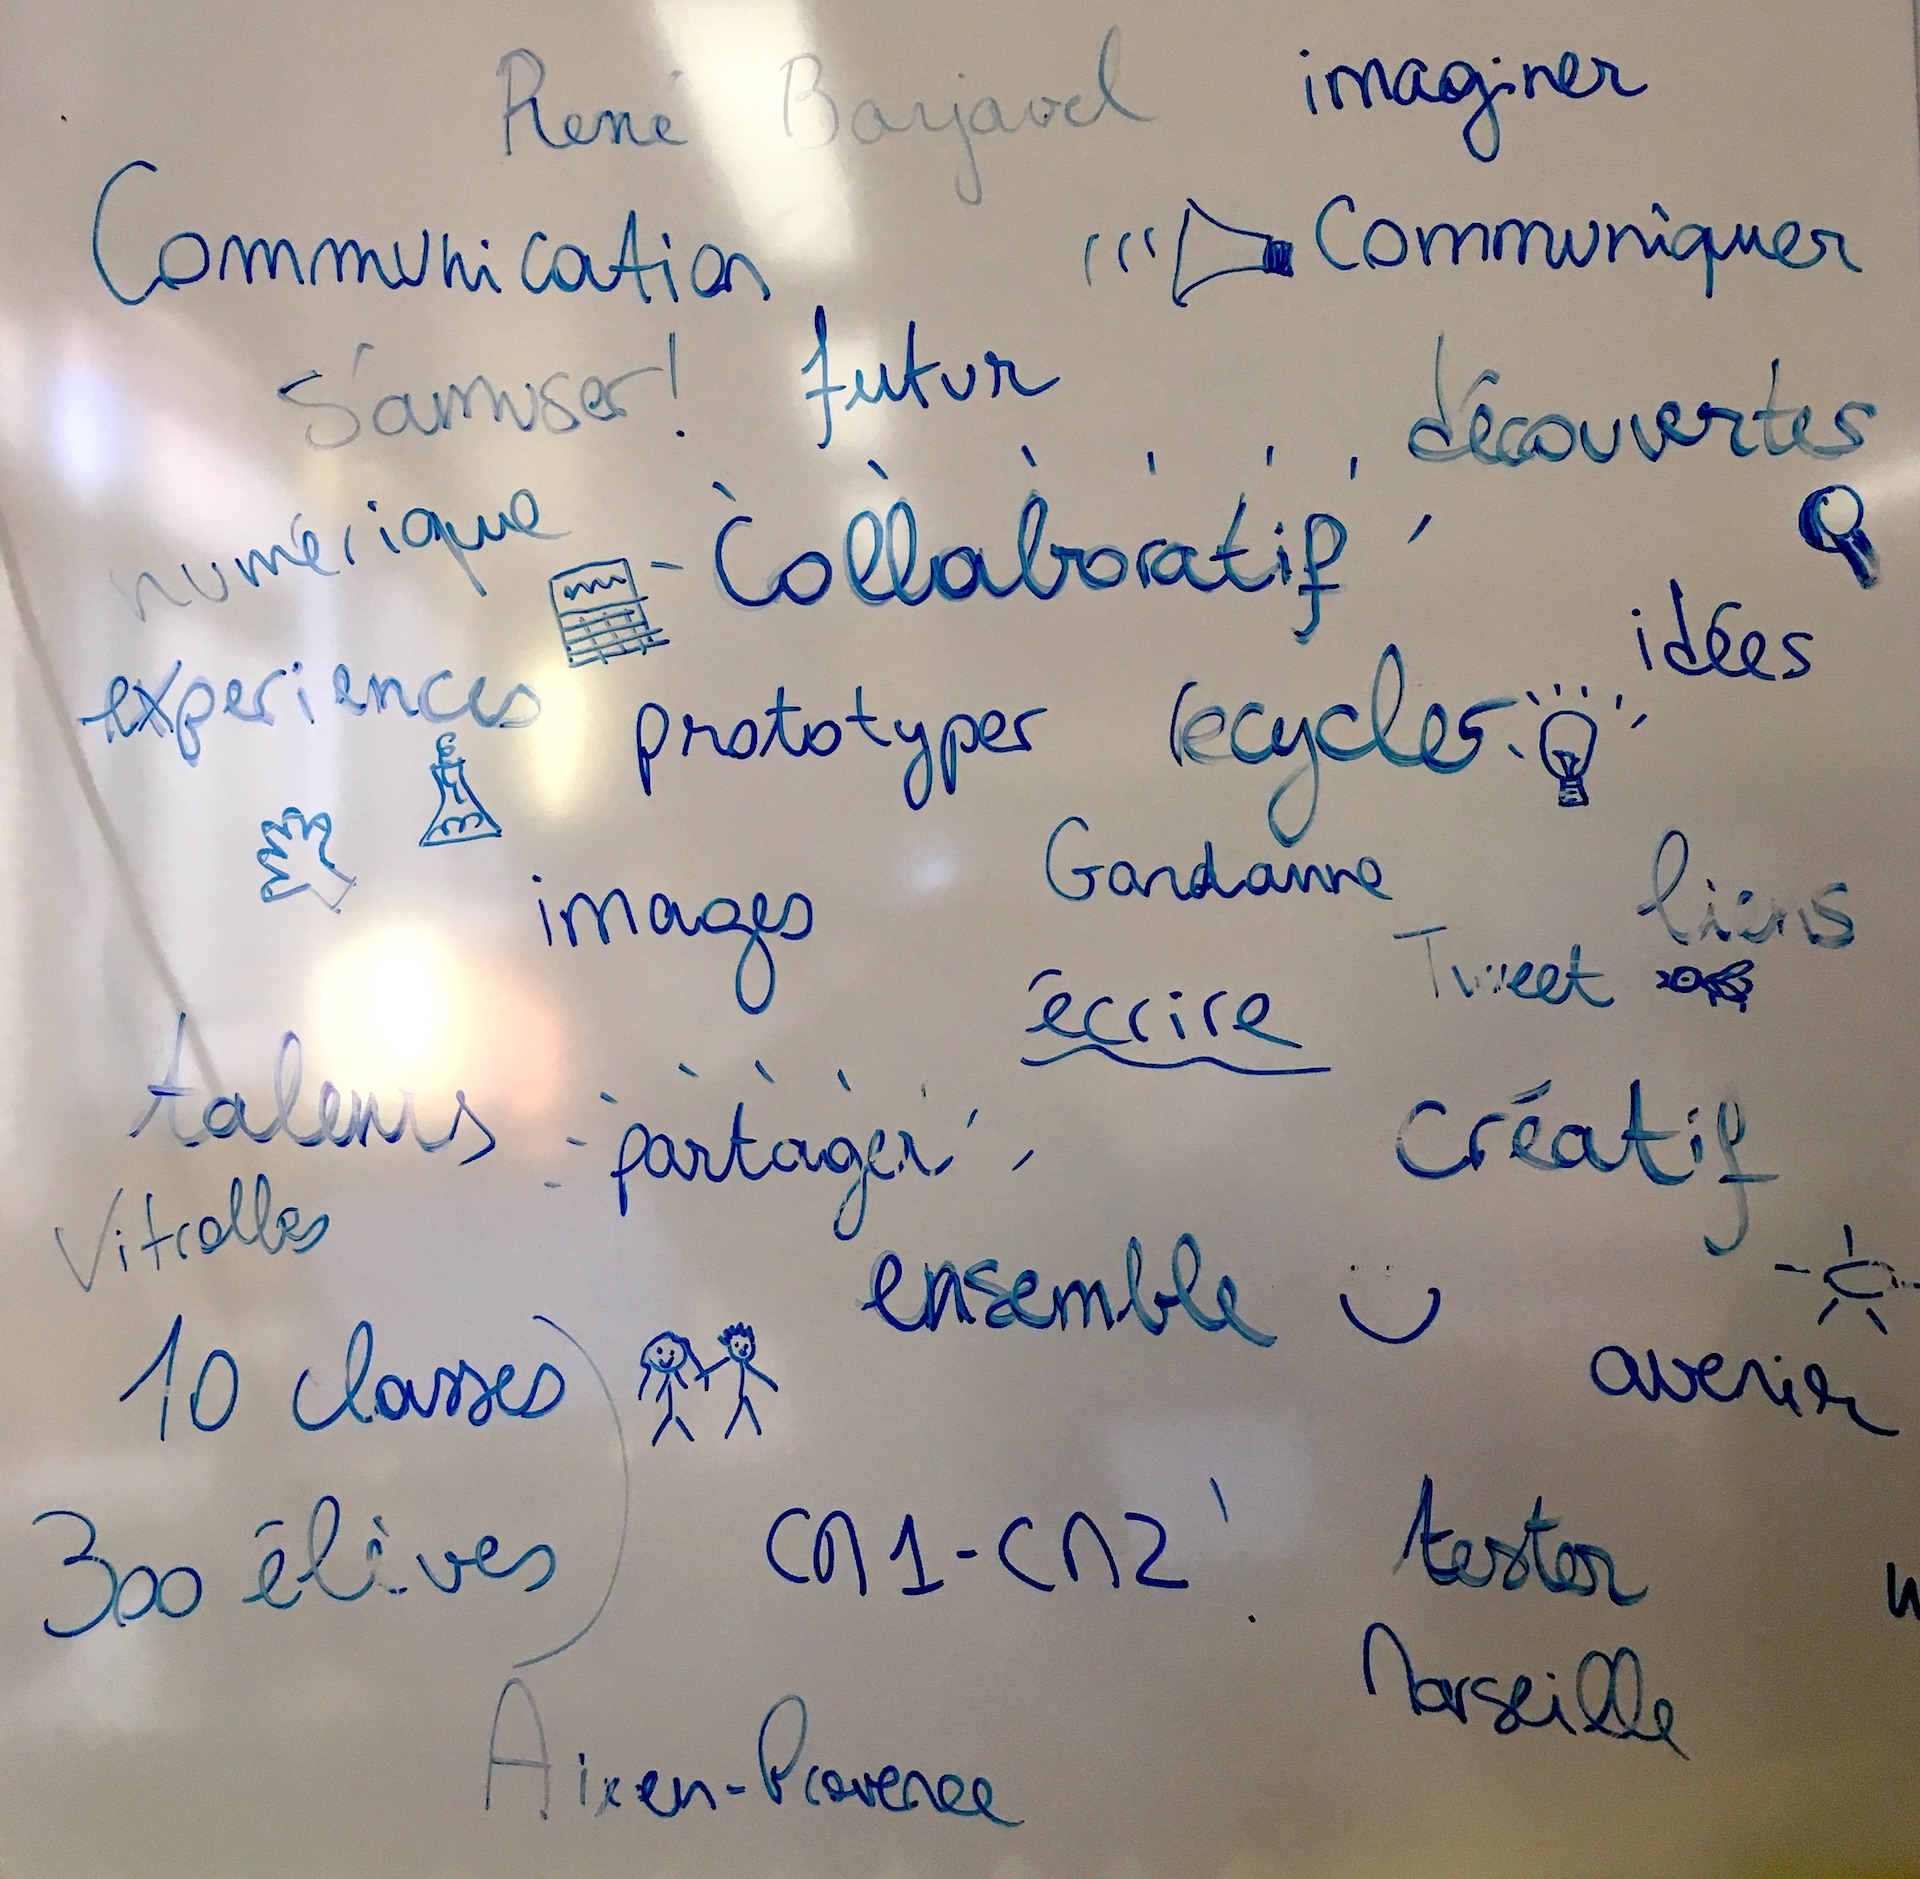 René Barjavel
imaginer
Communication
Communiquer
S'amuser!
futur
découvertes
numérique
Collaboratif
idées
experiences
prototyper
recycler
Gardanne
images
liens
Tweet
écrire
talents
partager
créatif
Vitrolles
ensemble
avenir
10 classes
300 élèves
CM1-CM2!
tester
Marseille
Aix en-Provence